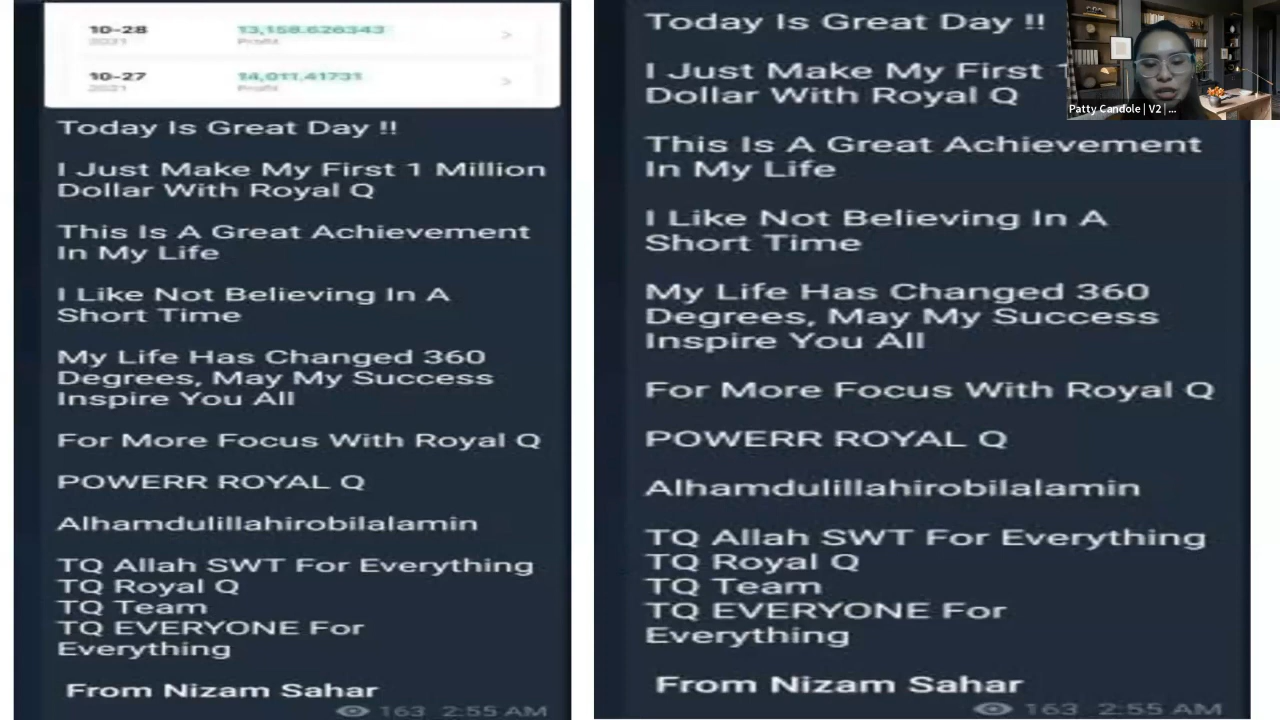 10-28 13,158.626343
2021 Profit
10-27 14,011.41731
2021 Profit
Today Is Great Day !!
I Just Make My First 1 Million
Dollar With Royal Q
This Is A Great Achievement
In My Life
I Like Not Believing In A
Short Time
My Life Has Changed 360
Degrees, May My Success
Inspire You All
For More Focus With Royal Q
POWERR ROYAL Q
Alhamdulillahirobilalamin
TQ Allah SWT For Everything
TQ Royal Q
TQ Team
TQ EVERYONE For
Everything
From Nizam Sahar
163 2:55 AM
Today Is Great Day !!
I Just Make My First 1
Dollar With Royal Q
This Is A Great Achievement
In My Life
I Like Not Believing In A
Short Time
My Life Has Changed 360
Degrees, May My Success
Inspire You All
For More Focus With Royal Q
POWERR ROYAL Q
Alhamdulillahirobilalamin
TQ Allah SWT For Everything
TQ Royal Q
TQ Team
TQ EVERYONE For
Everything
From Nizam Sahar
163 2:55 AM
Patty Candole | V2 | ...